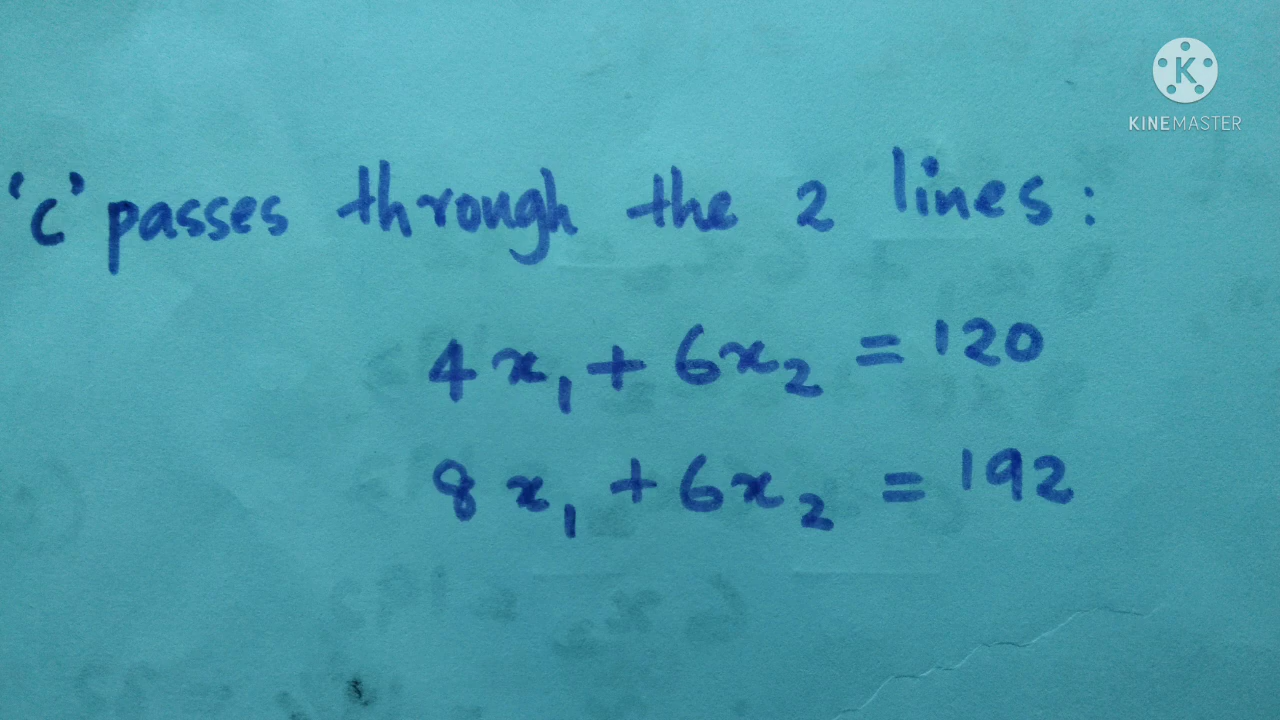 K
KINEMASTER
'C' passes through the 2 lines:
4x₁ + 6x₂ = 120
8x₁ + 6x₂ = 192